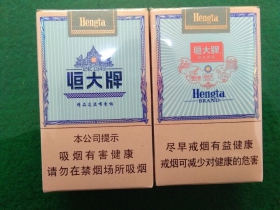 Hengta
恒大牌
本公司提示
吸烟有害健康
请勿在禁烟场所吸烟
Hengta
恒大牌
Hengta
BRAND
尽早戒烟有益健康
戒烟可减少对健康的危害